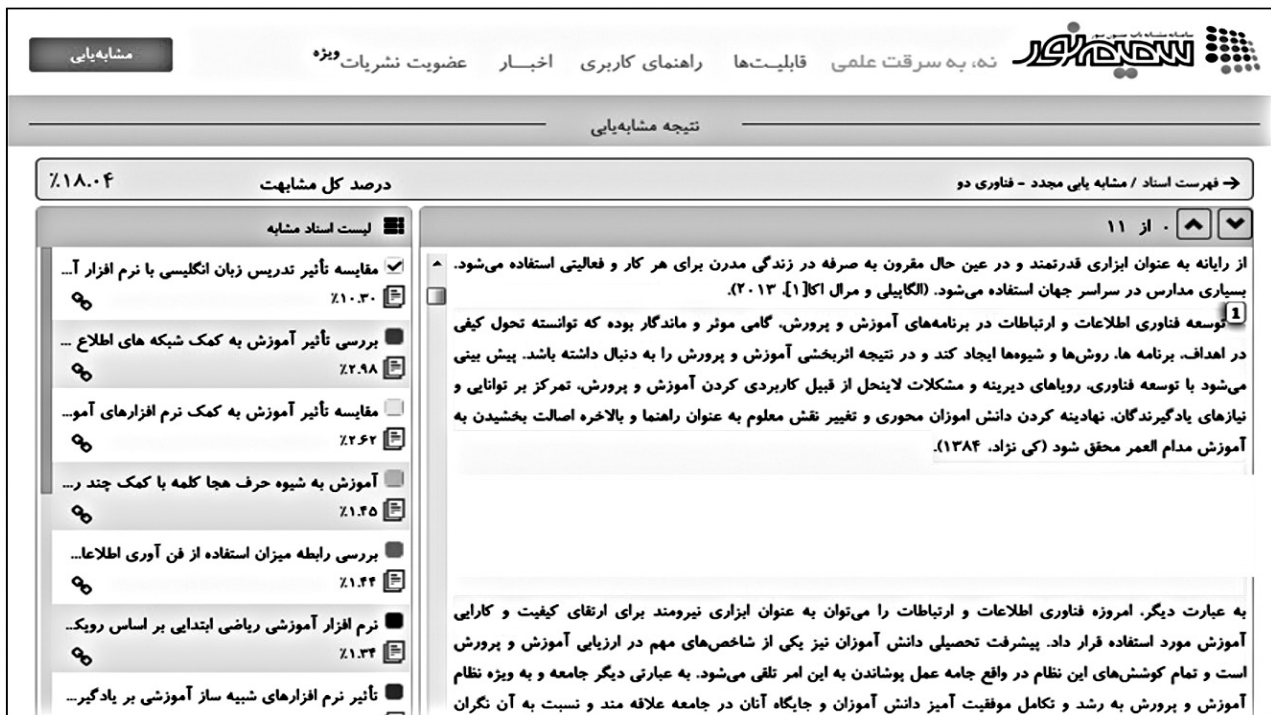 سامانه مشابه یاب سمیم نور
سمیم نور
نه، به سرقت علمی
قابلیت‌ها
راهنمای کاربری
اخبــار
عضویت نشریات ویژه
مشابه‌یابی
نتیجه مشابه‌یابی
→ فهرست اسناد / مشابه یابی مجدد - فناوری دو
درصد کل مشابهت
٪۱۸.۰۴
۰ از ۱۱
از رایانه به عنوان ابزاری قدرتمند و در عین حال مقرون به صرفه در زندگی مدرن برای هر کار و فعالیتی استفاده می‌شود.
بسیاری مدارس در سراسر جهان استفاده می‌شود. (الگاپیلی و مرال اکا[۱]، ۲۰۱۳).
1
توسعه فناوری اطلاعات و ارتباطات در برنامه‌های آموزش و پرورش، گامی موثر و ماندگار بوده که توانسته تحول کیفی
در اهداف، برنامه ها، روش‌ها و شیوه‌ها ایجاد کند و در نتیجه اثربخشی آموزش و پرورش را به دنبال داشته باشد. پیش بینی
می‌شود با توسعه فناوری، رویاهای دیرینه و مشکلات لاینحل از قبیل کاربردی کردن آموزش و پرورش، تمرکز بر توانایی و
نیازهای یادگیرندگان، نهادینه کردن دانش اموزان محوری و تغییر نقش معلوم به عنوان راهنما و بالاخره اصالت بخشیدن به
آموزش مدام العمر محقق شود (کی نژاد، ۱۳۸۴).
به عبارت دیگر، امروزه فناوری اطلاعات و ارتباطات را می‌توان به عنوان ابزاری نیرومند برای ارتقای کیفیت و کارایی
آموزش مورد استفاده قرار داد. پیشرفت تحصیلی دانش آموزان نیز یکی از شاخص‌های مهم در ارزیابی آموزش و پرورش
است و تمام کوشش‌های این نظام در واقع جامه عمل پوشاندن به این امر تلقی می‌شود. به عبارتی دیگر جامعه و به ویژه نظام
آموزش و پرورش به رشد و تکامل موفقیت آمیز دانش آموزان و جایگاه آنان در جامعه علاقه مند و نسبت به آن نگران
لیست اسناد مشابه
مقایسه تأثیر تدریس زبان انگلیسی با نرم افزار آ...
٪۱۰.۳۰
بررسی تأثیر آموزش به کمک شبکه های اطلاع ...
٪۲.۹۸
مقایسه تأثیر آموزش به کمک نرم افزارهای آمو...
٪۲.۶۲
آموزش به شیوه حرف هجا کلمه با کمک چند ر...
٪۱.۴۵
بررسی رابطه میزان استفاده از فن آوری اطلاعا...
٪۱.۴۴
نرم افزار آموزشی ریاضی ابتدایی بر اساس رویک...
٪۱.۳۴
تأثیر نرم افزارهای شبیه ساز آموزشی بر یادگیر...